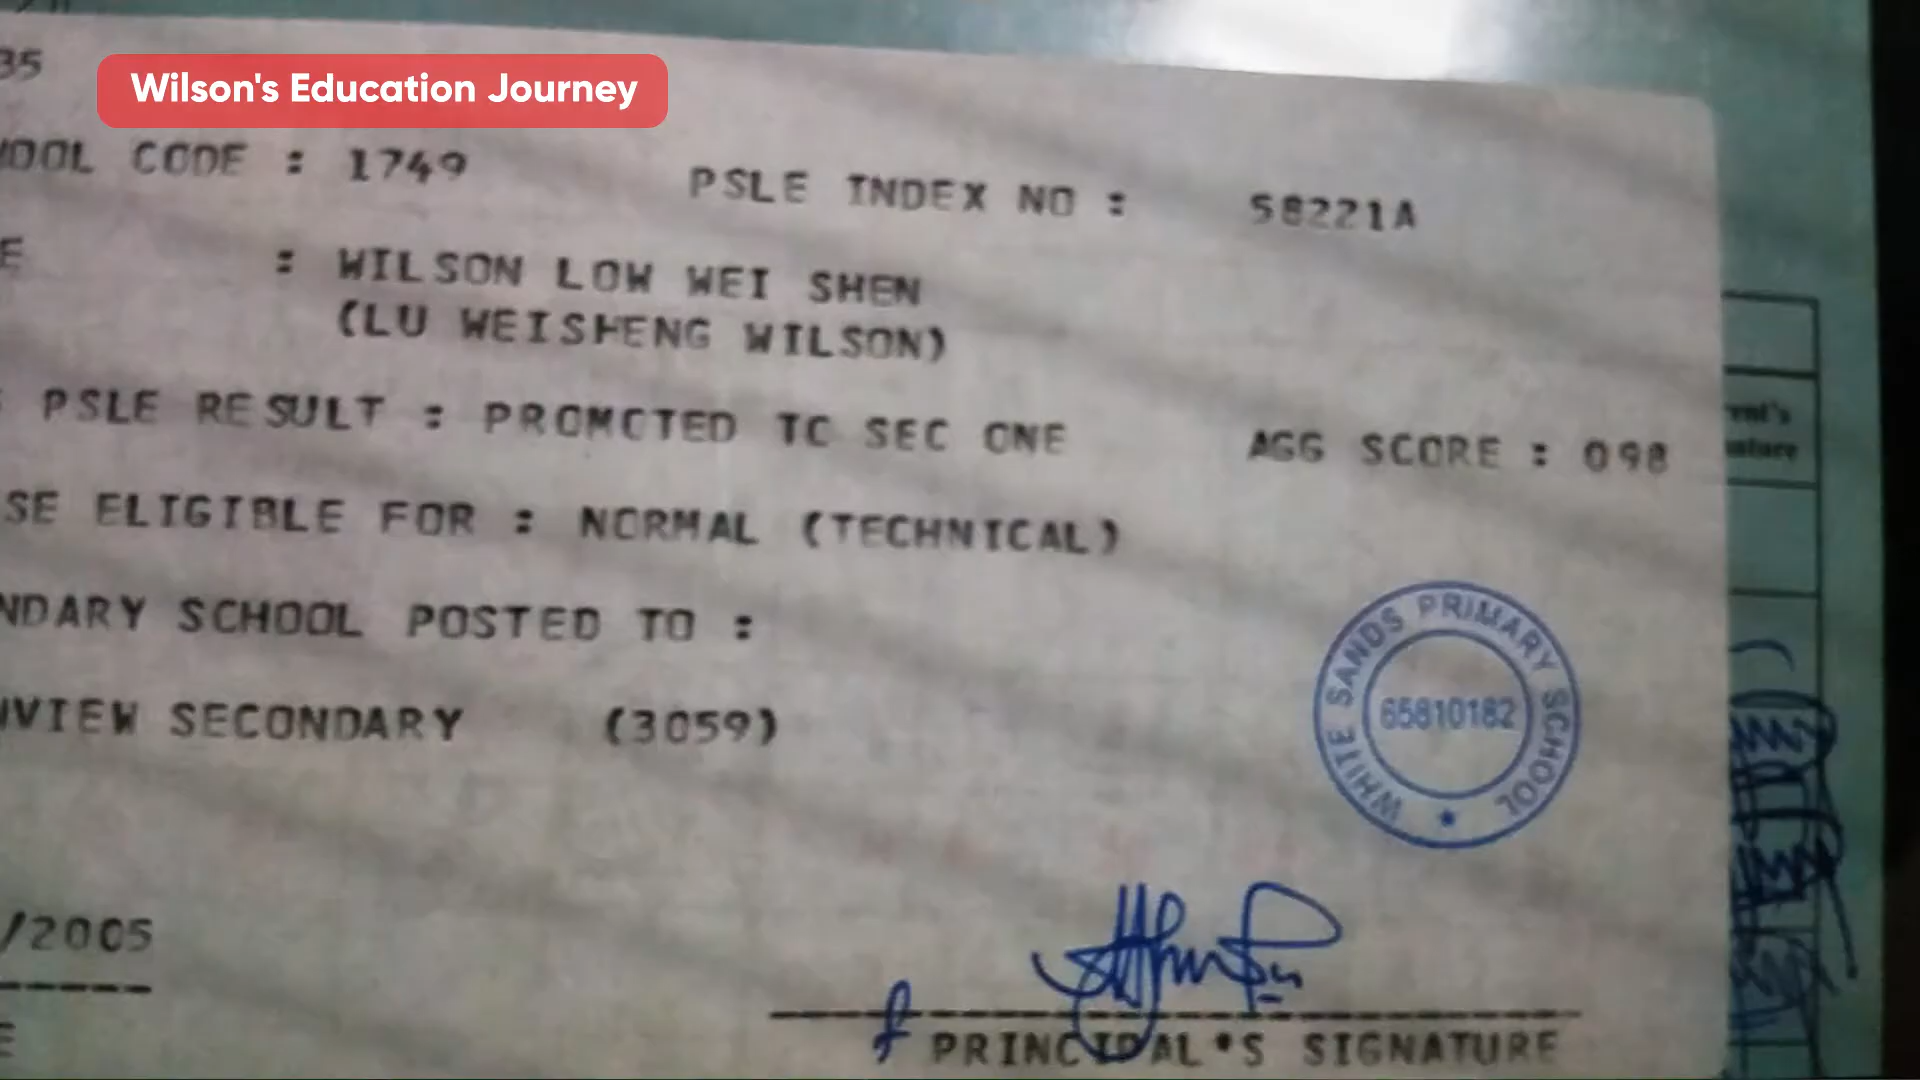 35
Wilson's Education Journey
OOL CODE : 1749 PSLE INDEX NO : 58221A
E : WILSON LOW WEI SHEN
(LU WEISHENG WILSON)
PSLE RESULT : PROMOTED TO SEC ONE AGG SCORE : 098
SE ELIGIBLE FOR : NORMAL (TECHNICAL)
NDARY SCHOOL POSTED TO :
VIEW SECONDARY (3059)
WHITE SANDS PRIMARY SCHOOL
65810182
/2005
PRINCIPAL'S SIGNATURE